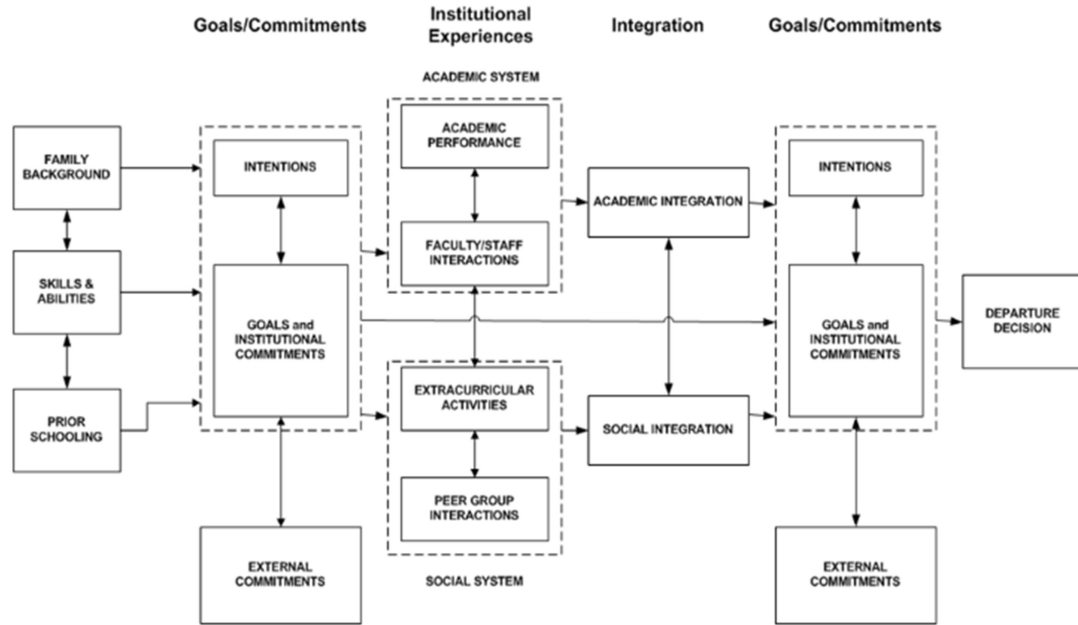 Goals/Commitments
Institutional
Experiences
Integration
Goals/Commitments
ACADEMIC SYSTEM
FAMILY
BACKGROUND
SKILLS &
ABILITIES
PRIOR
SCHOOLING
INTENTIONS
GOALS and
INSTITUTIONAL
COMMITMENTS
EXTERNAL
COMMITMENTS
ACADEMIC
PERFORMANCE
FACULTY/STAFF
INTERACTIONS
EXTRACURRICULAR
ACTIVITIES
PEER GROUP
INTERACTIONS
SOCIAL SYSTEM
ACADEMIC INTEGRATION
SOCIAL INTEGRATION
INTENTIONS
GOALS and
INSTITUTIONAL
COMMITMENTS
EXTERNAL
COMMITMENTS
DEPARTURE
DECISION